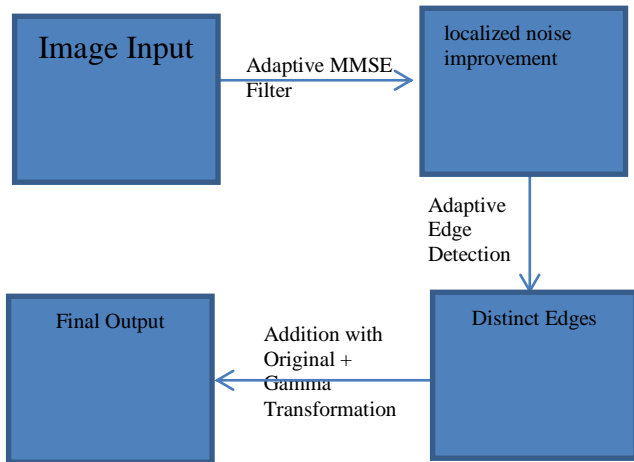 Image Input
Adaptive MMSE
Filter
localized noise
improvement
Adaptive
Edge
Detection
Distinct Edges
Addition with
Original +
Gamma
Transformation
Final Output